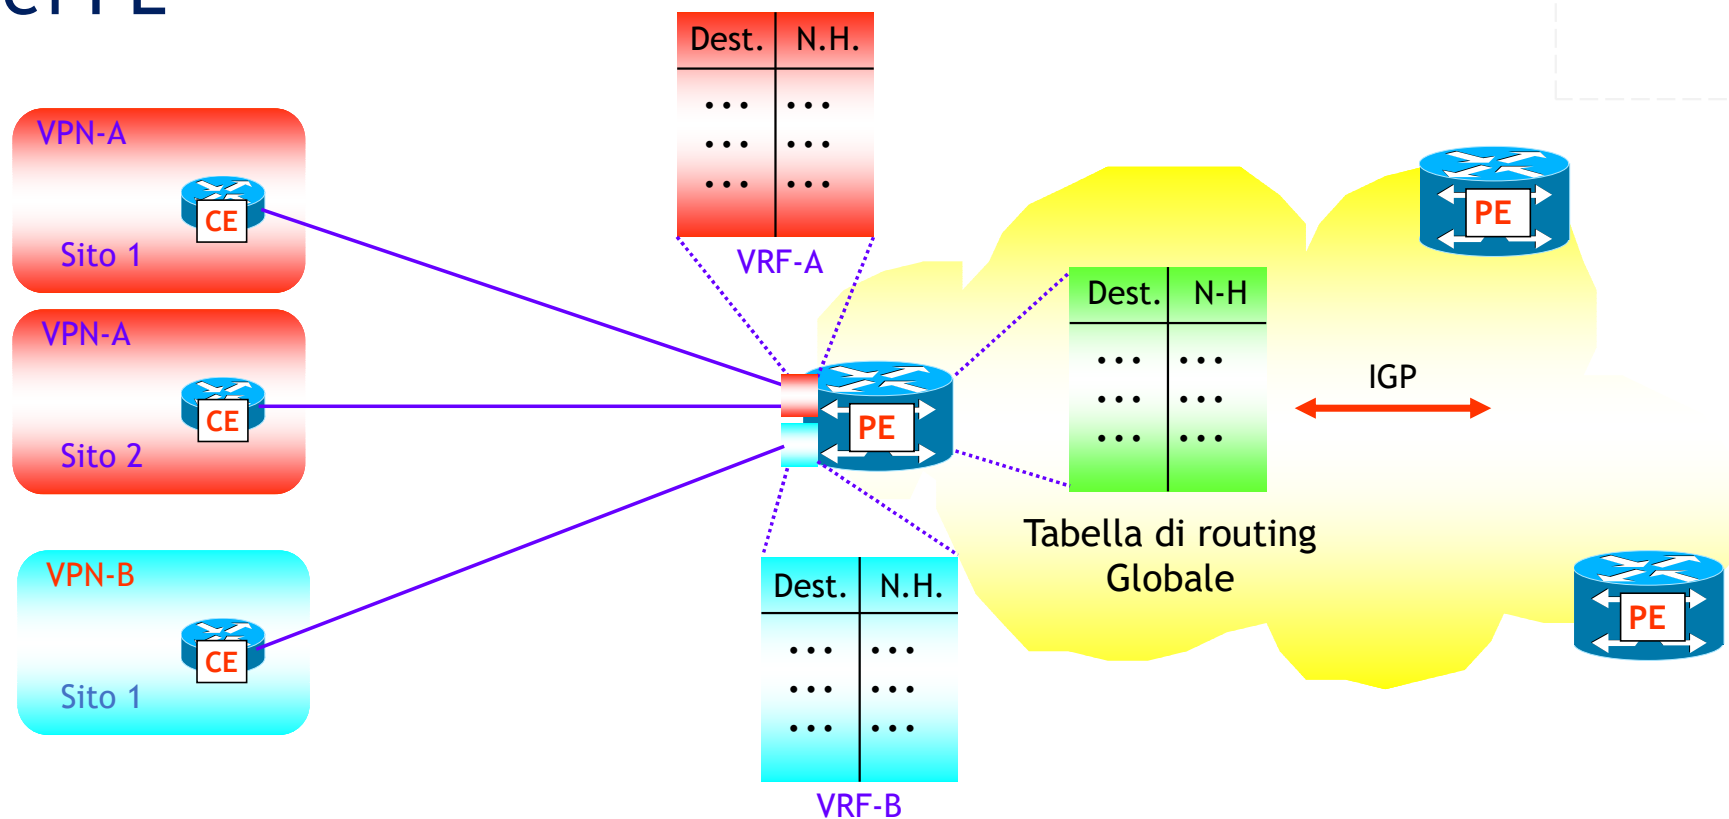 Dest. N.H.
... ...
... ...
... ...
VRF-A
VPN-A
CE
Sito 1
VPN-A
CE
Sito 2
VPN-B
CE
Sito 1
PE
Dest. N-H
... ...
... ...
... ...
Tabella di routing
Globale
IGP
PE
PE
Dest. N.H.
... ...
... ...
... ...
VRF-B